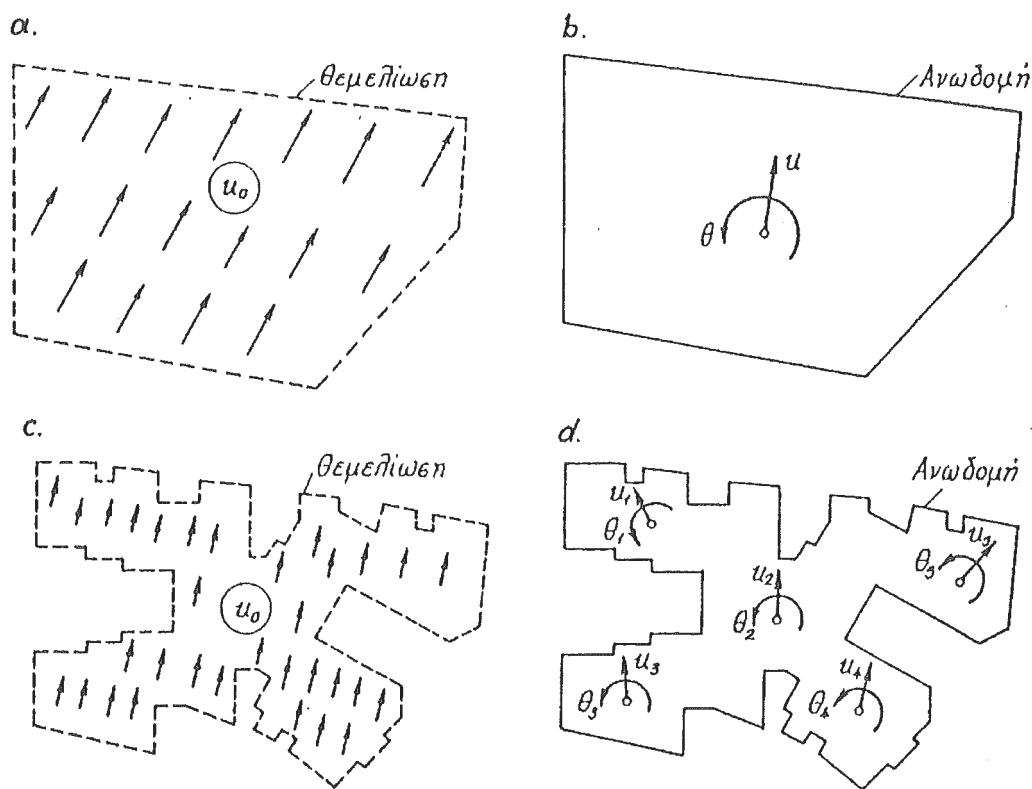 a.
Θεμελίωση
u₀
b.
Ανωδομή
u
θ
c.
Θεμελίωση
u₀
d.
Ανωδομή
u₁
θ₁
u₂
θ₂
u₃
θ₃
u₄
θ₄
u₅
θ₅